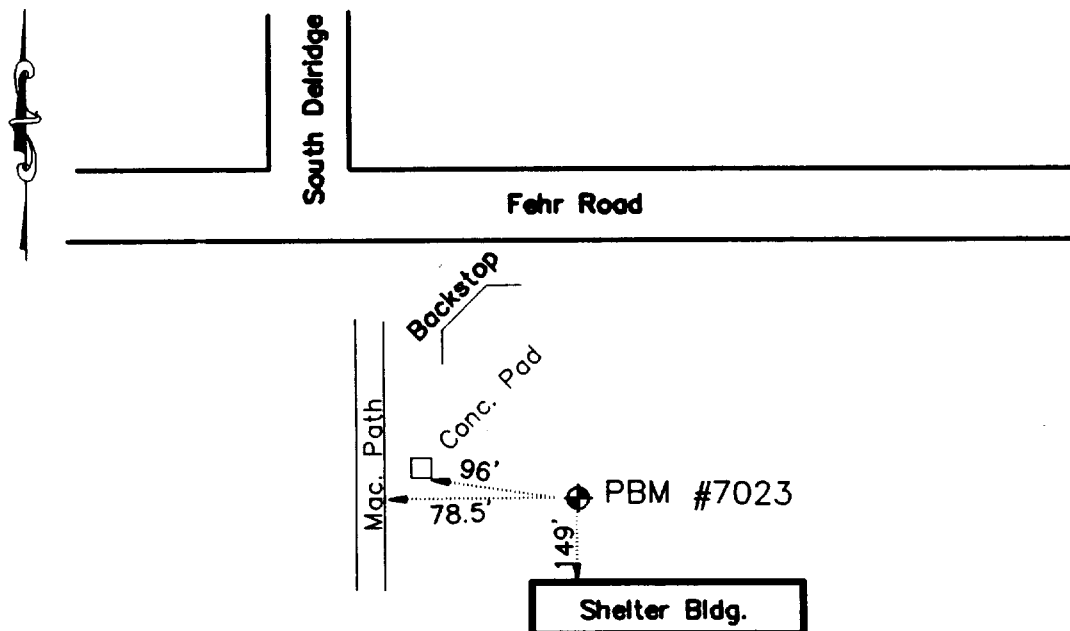 South Delridge
Fehr Road
Backstop
Conc. Pad
Mac. Path
96'
78.5'
PBM #7023
149'
Shelter Bldg.